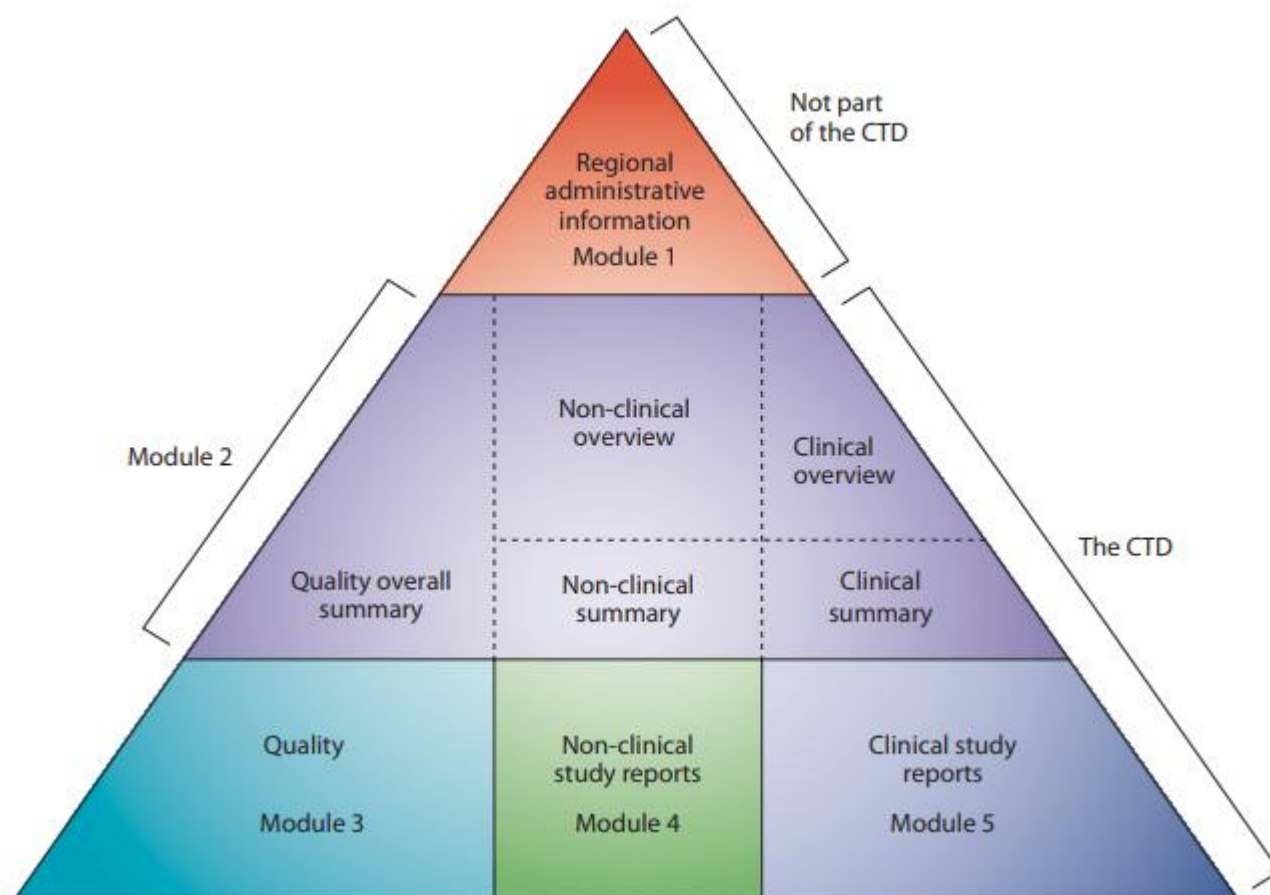 Not part
of the CTD
Regional
administrative
information
Module 1
Module 2
Non-clinical
overview
Clinical
overview
The CTD
Quality overall
summary
Non-clinical
summary
Clinical
summary
Quality
Module 3
Non-clinical
study reports
Module 4
Clinical study
reports
Module 5